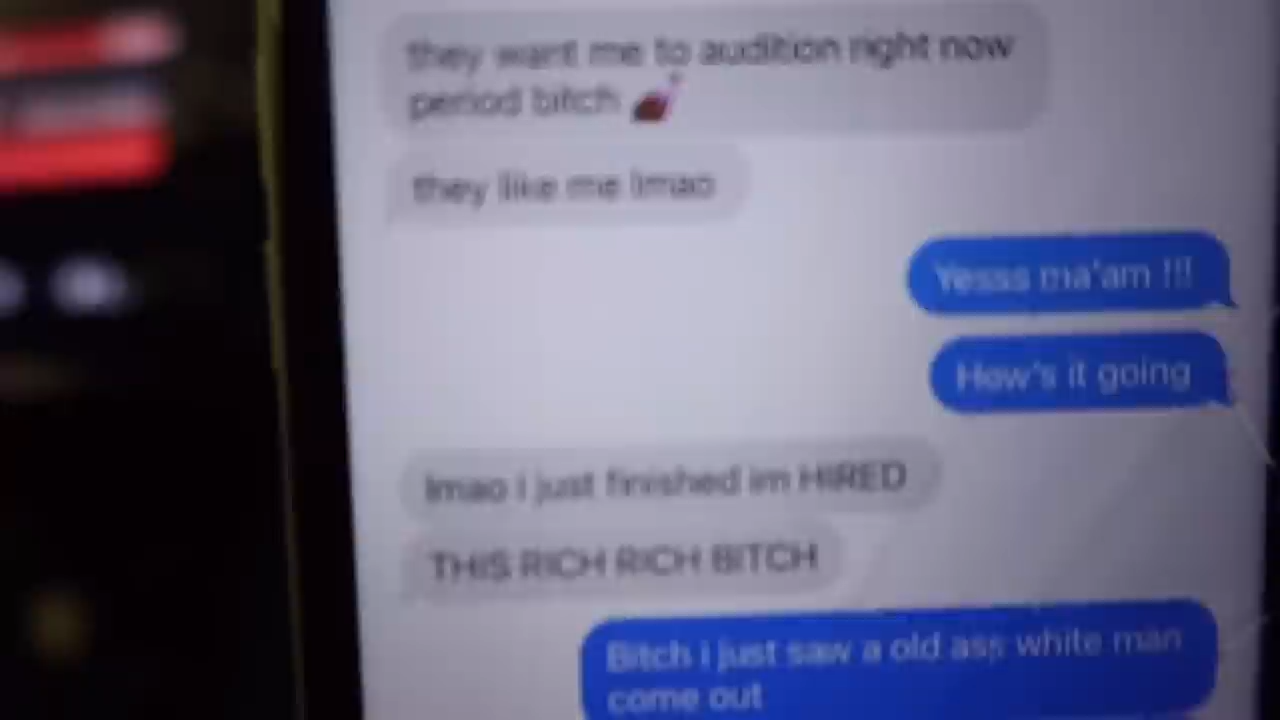 they want me to audition right now
period bitch 💅🏿
they like me lmao
Yesss ma'am !!!
How's it going
lmao i just finished im HIRED
THIS RICH RICH BITCH
Bitch i just saw a old ass white man
come out